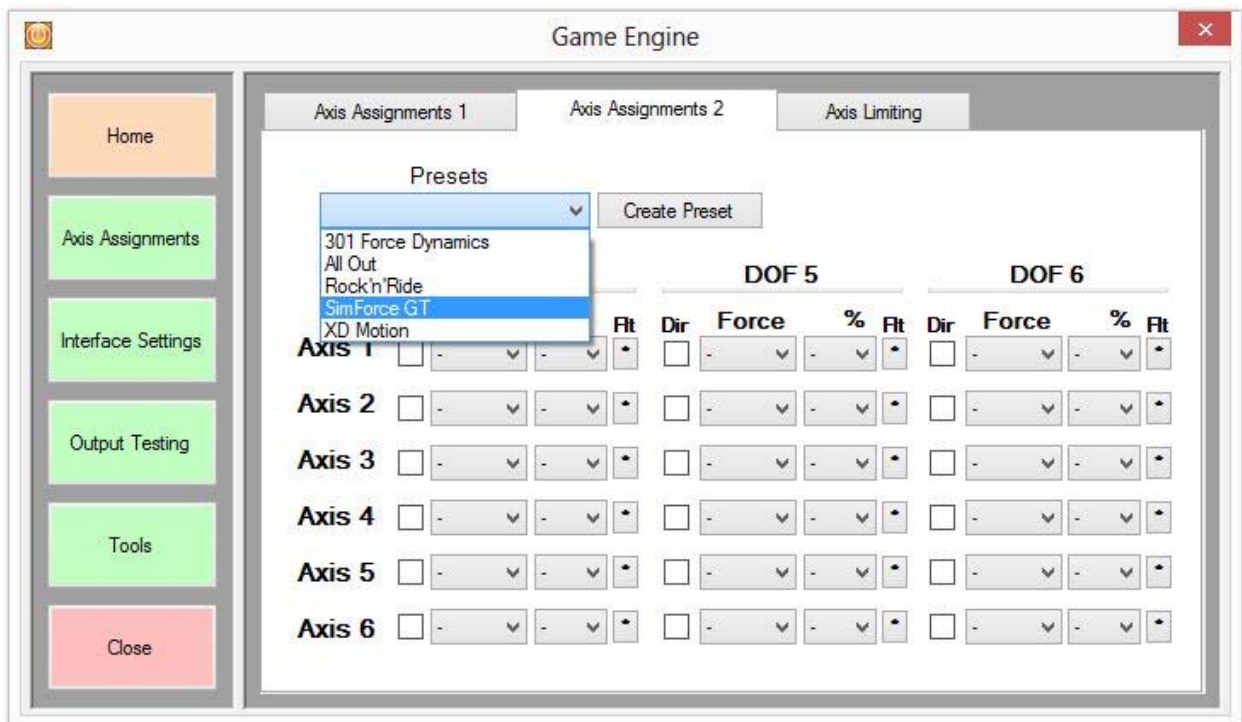 Game Engine
Home
Axis Assignments
Interface Settings
Output Testing
Tools
Close
Axis Assignments 1 Axis Assignments 2 Axis Limiting
Presets
Create Preset
301 Force Dynamics
All Out
Rock'n'Ride
SimForce GT
XD Motion
DOF 5 DOF 6
Flt Dir Force % Flt Dir Force % Flt
Axis 1 - - * - - * - - *
Axis 2 - - * - - * - - *
Axis 3 - - * - - * - - *
Axis 4 - - * - - * - - *
Axis 5 - - * - - * - - *
Axis 6 - - * - - * - - *